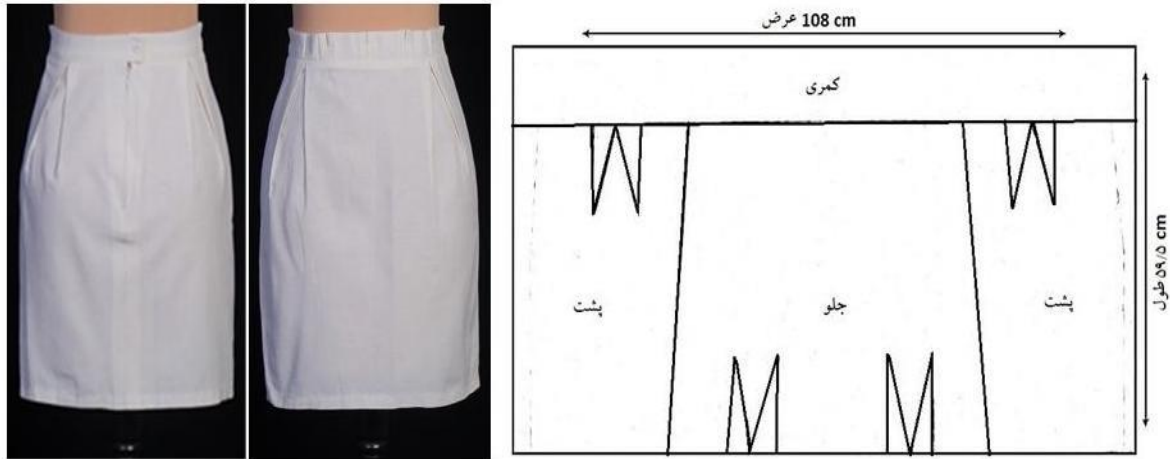 عرض 108 cm
کمری
پشت
جلو
پشت
طول ۵۹/۵ cm